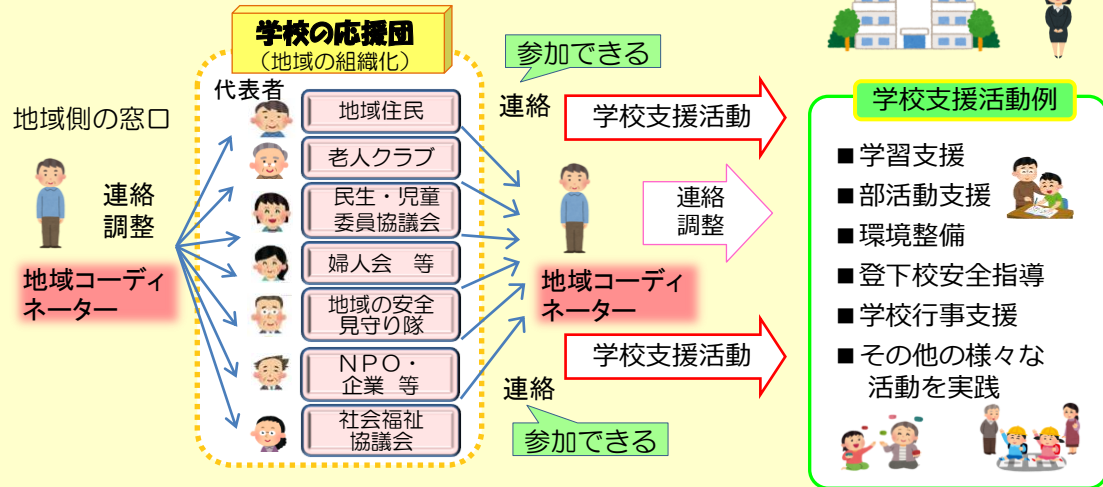 学校の応援団
(地域の組織化)
参加できる
代表者
地域側の窓口
連絡
調整
地域コーディ
ネーター
地域住民
老人クラブ
民生・児童
委員協議会
婦人会 等
地域の安全
見守り隊
NPO・
企業 等
社会福祉
協議会
連絡
学校支援活動
地域コーディ
ネーター
連絡
調整
学校支援活動
連絡
参加できる
学校支援活動例
■学習支援
■部活動支援
■環境整備
■登下校安全指導
■学校行事支援
■その他の様々な
活動を実践